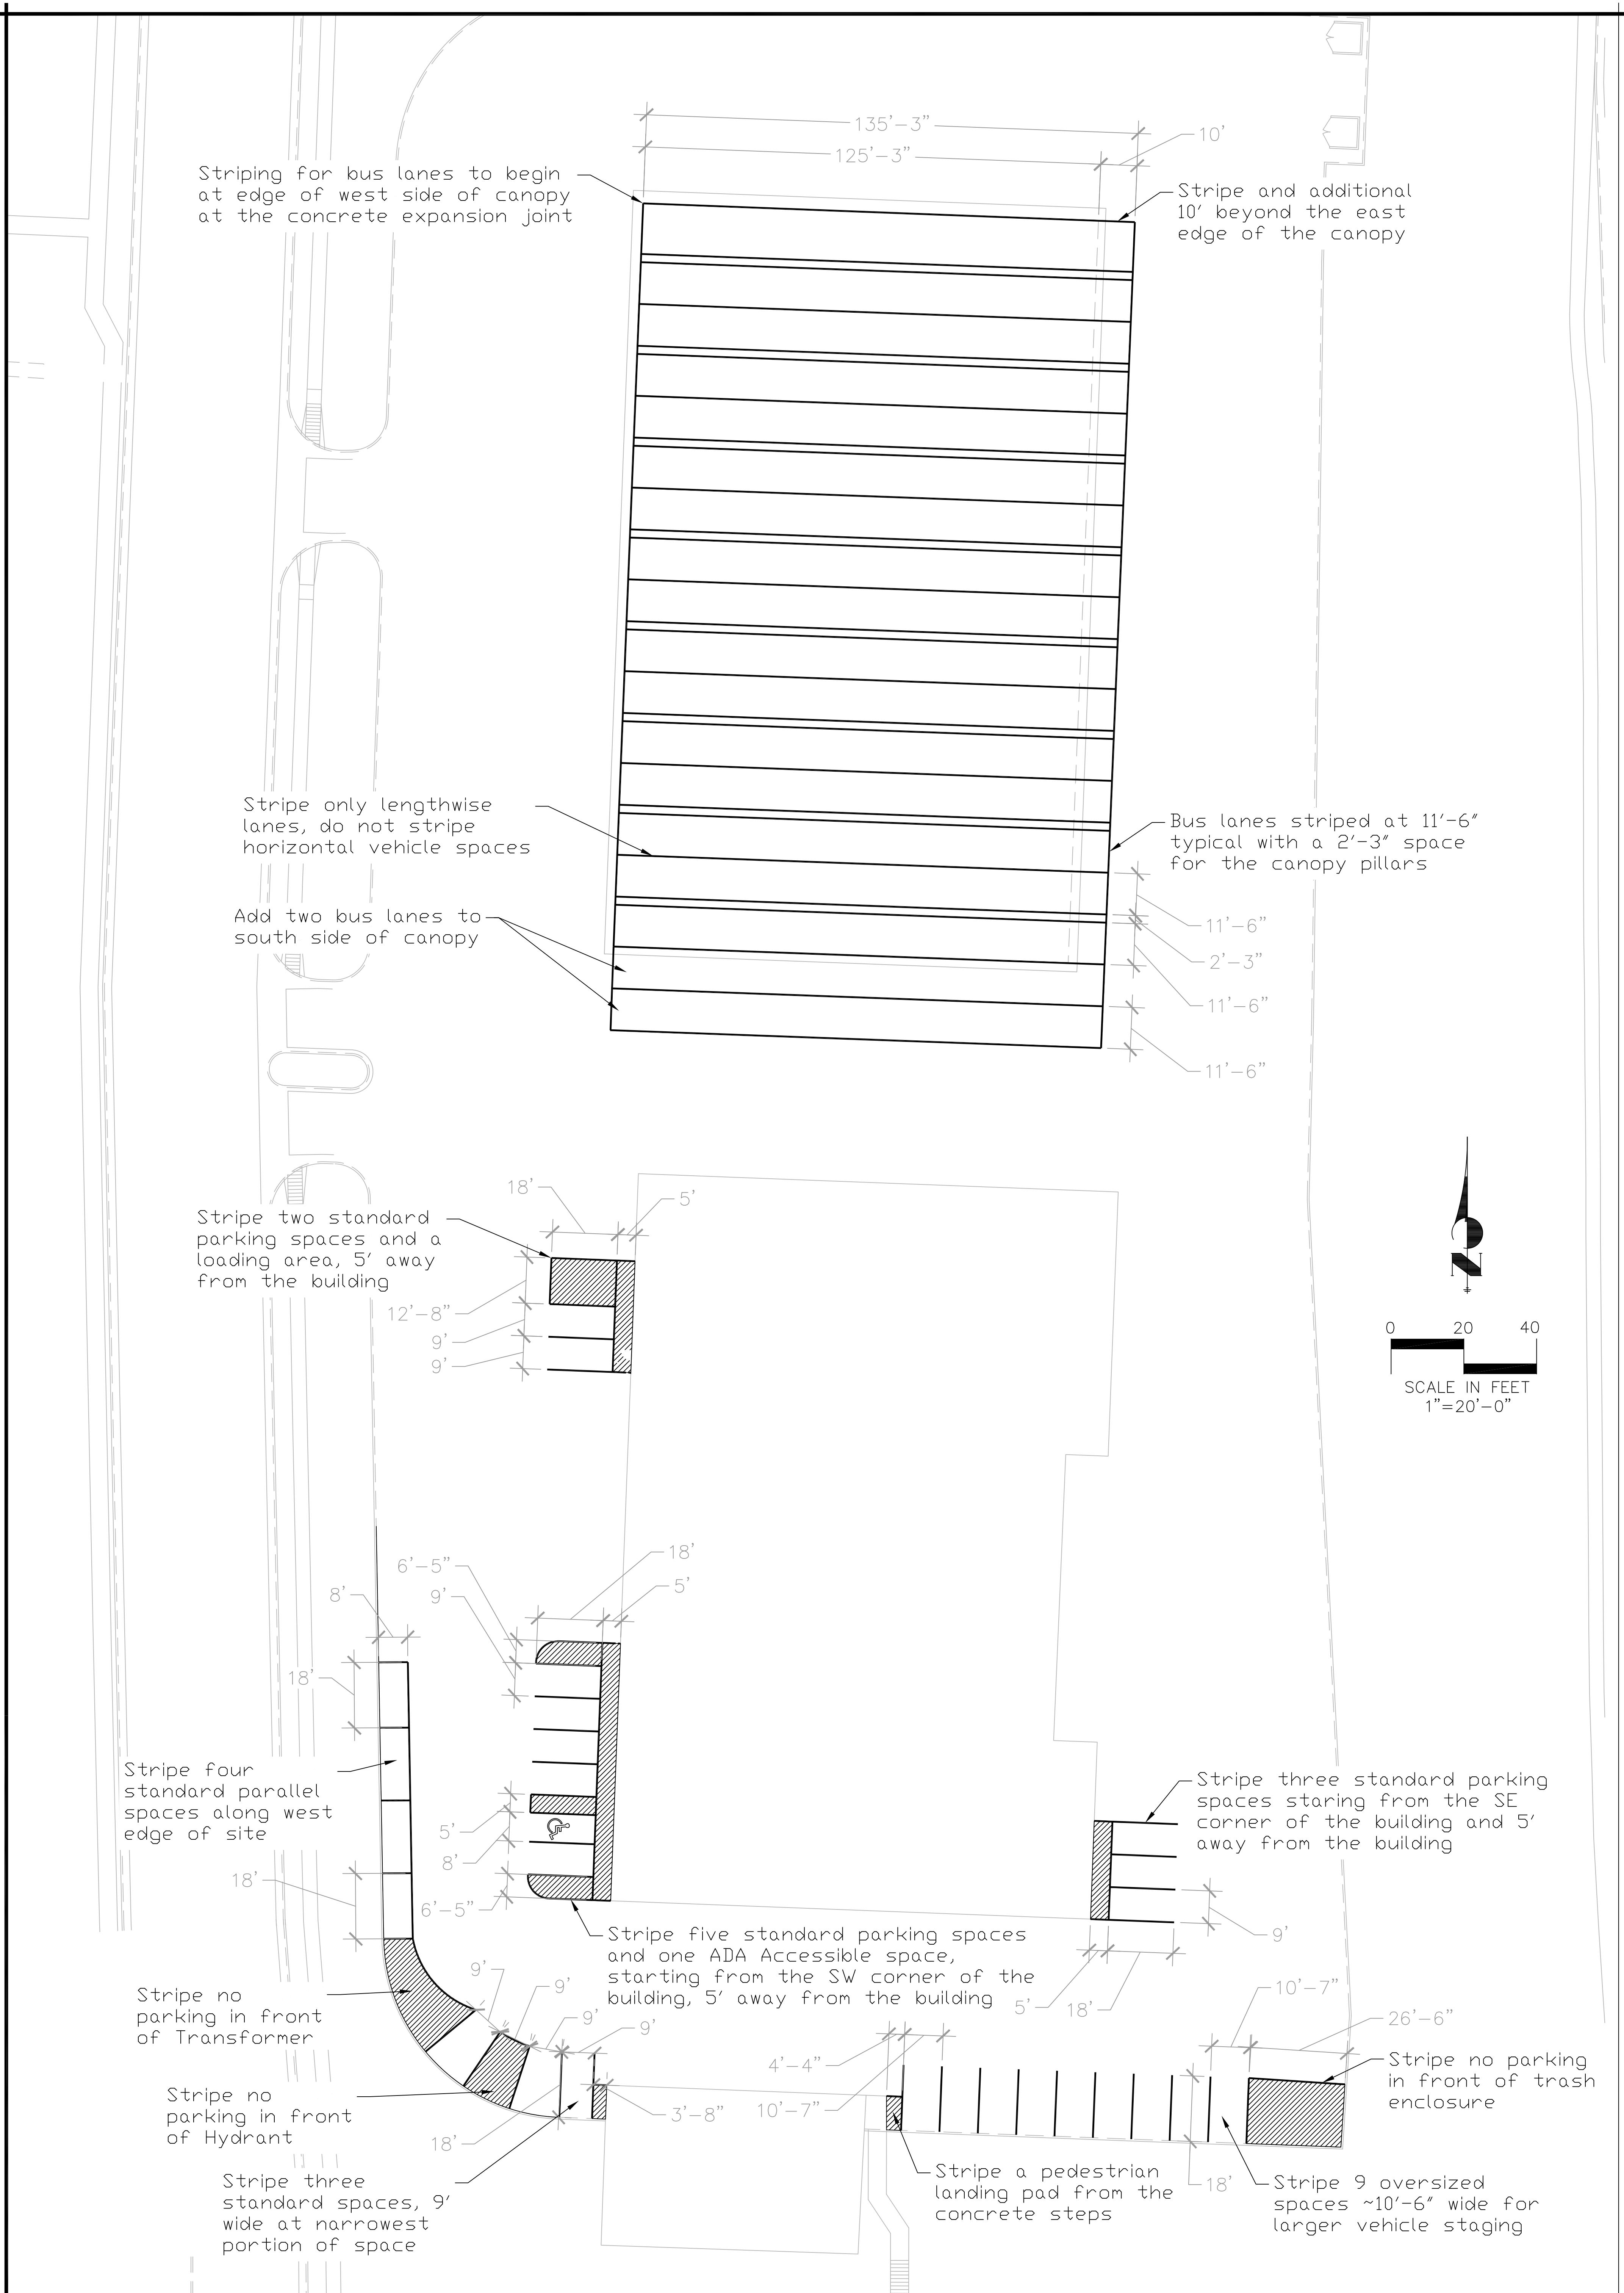 135'-3"
10'
125'-3"
Striping for bus lanes to begin
at edge of west side of canopy
at the concrete expansion joint
Stripe and additional
10' beyond the east
edge of the canopy
Stripe only lengthwise
lanes, do not stripe
horizontal vehicle spaces
Bus lanes striped at 11'-6"
typical with a 2'-3" space
for the canopy pillars
Add two bus lanes to
south side of canopy
11'-6"
2'-3"
11'-6"
11'-6"
18'
5'
Stripe two standard
parking spaces and a
loading area, 5' away
from the building
12'-8"
9'
9'
N
0 20 40
SCALE IN FEET
1"=20'-0"
6'-5"
18'
9'
5'
8'
18'
Stripe four
standard parallel
spaces along west
edge of site
5'
8'
18'
6'-5"
Stripe three standard parking
spaces staring from the SE
corner of the building and 5'
away from the building
9'
Stripe five standard parking spaces
and one ADA Accessible space,
starting from the SW corner of the
building, 5' away from the building
5'
18'
Stripe no
parking in front
of Transformer
9'
9'
9'
9'
10'-7"
26'-6"
4'-4"
10'-7"
Stripe no parking
in front of trash
enclosure
Stripe no
parking in front
of Hydrant
3'-8"
18'
Stripe three
standard spaces, 9'
wide at narrowest
portion of space
Stripe a pedestrian
landing pad from the
concrete steps
18'
Stripe 9 oversized
spaces ~10'-6" wide for
larger vehicle staging